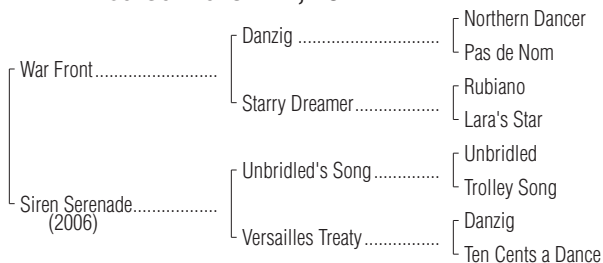 Northern Dancer
Danzig ........................................
Pas de Nom
War Front..................................
Rubiano
Starry Dreamer........................
Lara's Star
Unbridled
Unbridled's Song......................
Trolley Song
Siren Serenade.......................
(2006)
Danzig
Versailles Treaty.....................
Ten Cents a Dance